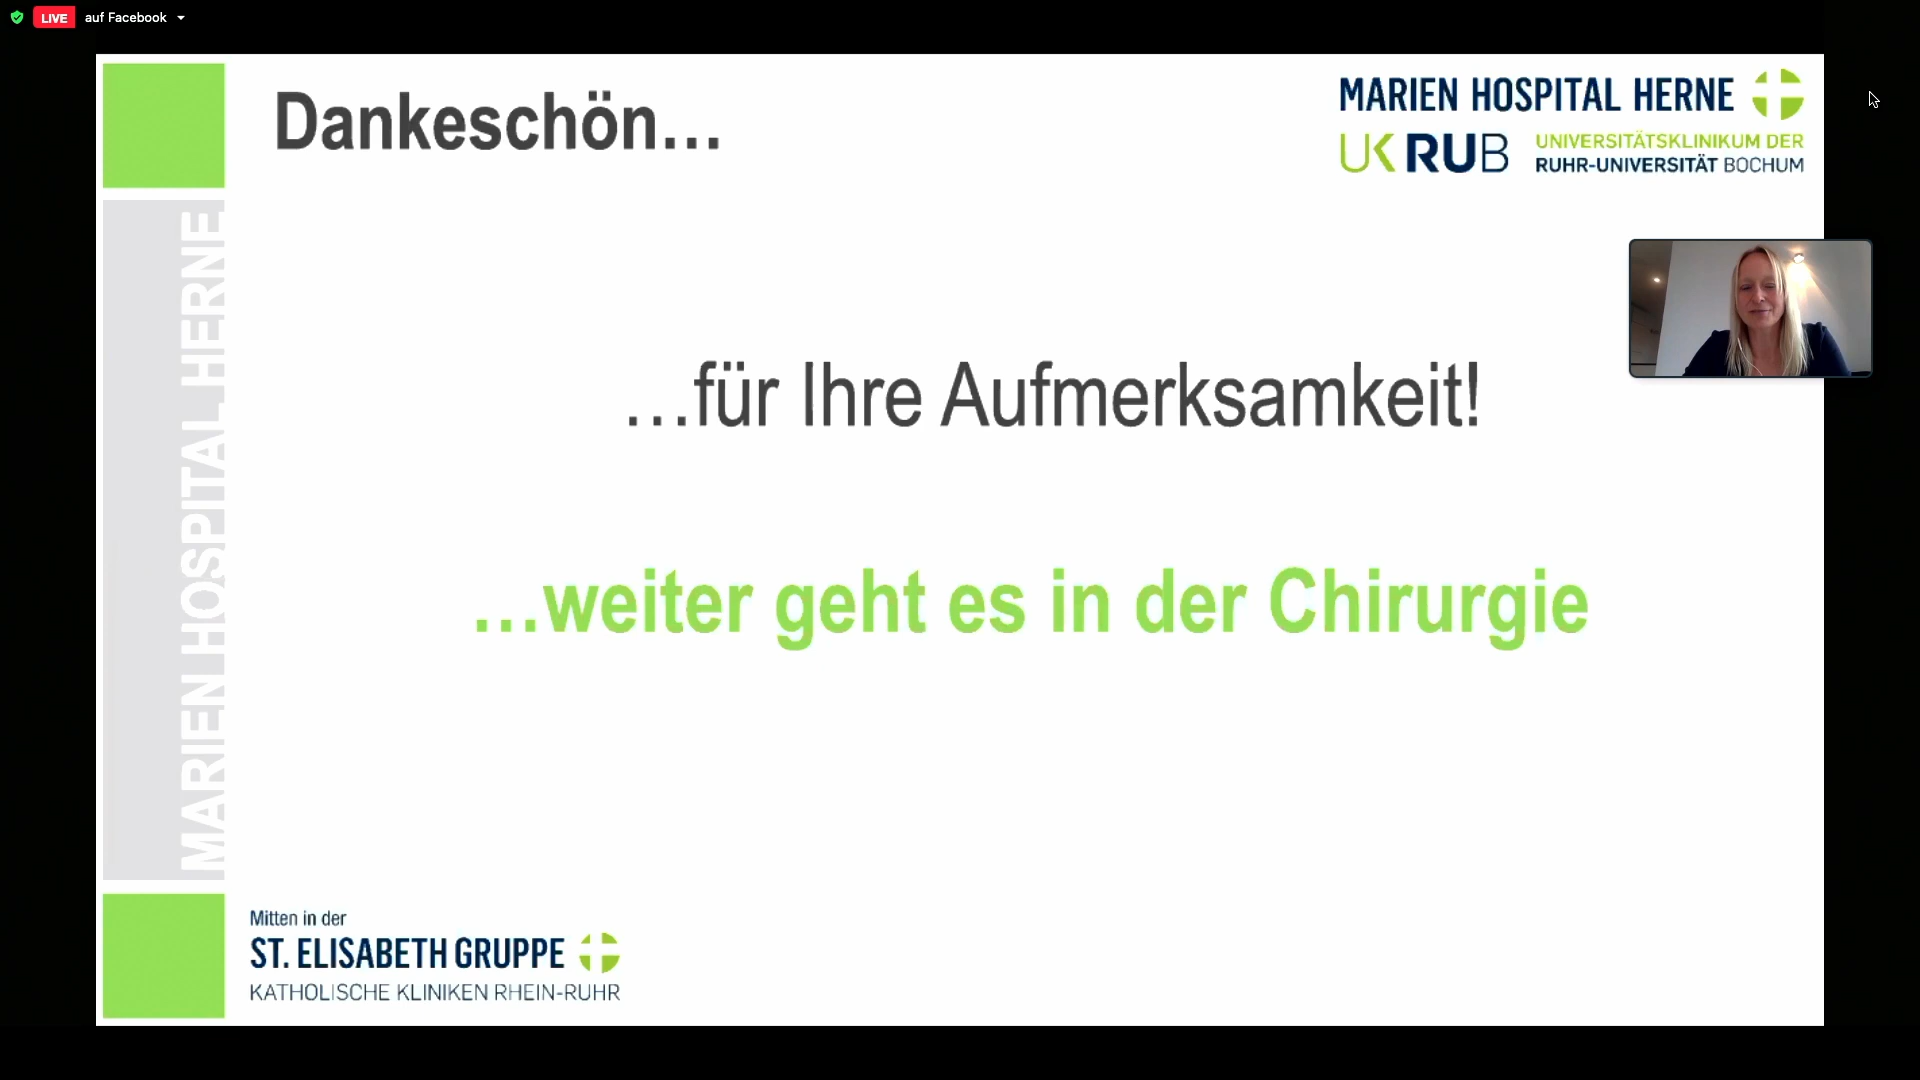 LIVE auf Facebook
Dankeschön...
MARIEN HOSPITAL HERNE
UK RUB
UNIVERSITÄTSKLINIKUM DER
RUHR-UNIVERSITÄT BOCHUM
MARIEN HOSPITAL HERNE
...für Ihre Aufmerksamkeit!
...weiter geht es in der Chirurgie
Mitten in der
ST. ELISABETH GRUPPE
KATHOLISCHE KLINIKEN RHEIN-RUHR